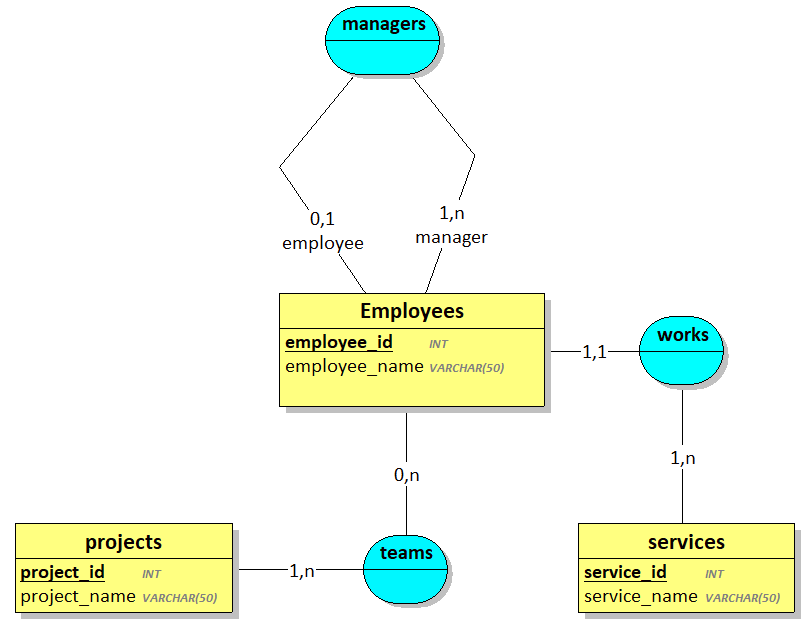 managers
0,1
employee
1,n
manager
Employees
employee_id INT
employee_name VARCHAR(50)
1,1
works
0,n
1,n
projects
project_id INT
project_name VARCHAR(50)
1,n
teams
services
service_id INT
service_name VARCHAR(50)